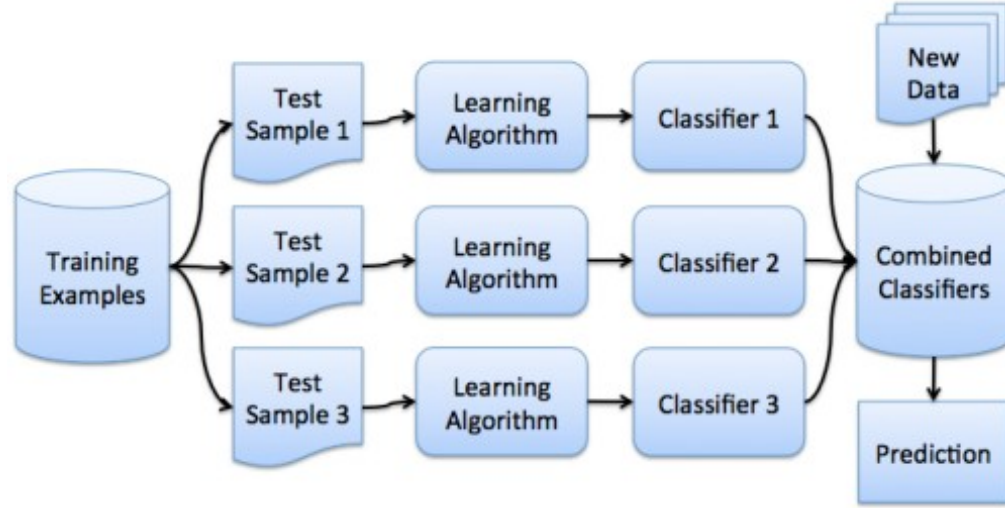 Training
Examples
Test
Sample 1
Learning
Algorithm
Classifier 1
Test
Sample 2
Learning
Algorithm
Classifier 2
Test
Sample 3
Learning
Algorithm
Classifier 3
New
Data
Combined
Classifiers
Prediction